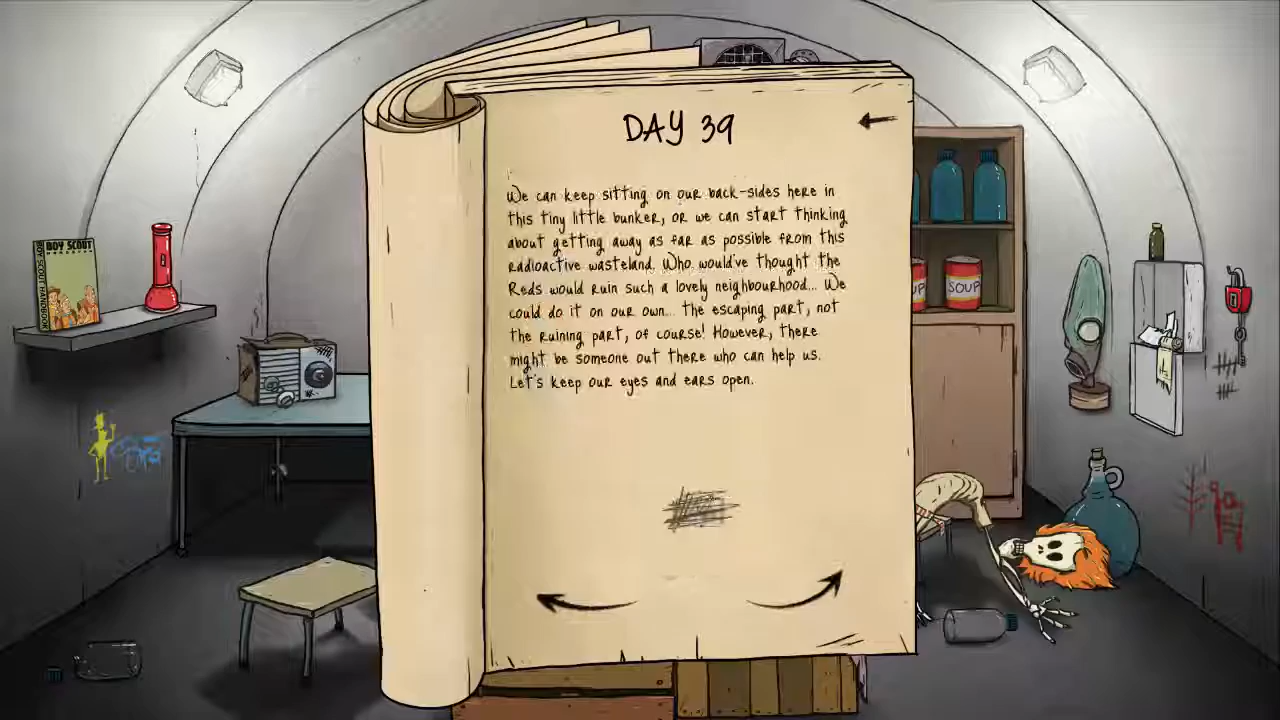 DAY 39
We can keep sitting on our back-sides here in
this tiny little bunker, or we can start thinking
about getting away as far as possible from this
radioactive wasteland. Who would've thought the
Reds would ruin such a lovely neighbourhood... We
could do it on our own... The escaping part, not
the ruining part, of course! However, there
might be someone out there who can help us.
Let's keep our eyes and ears open.
BOY SCOUT
BOY SCOUT HANDBOOK
UP
SOUP